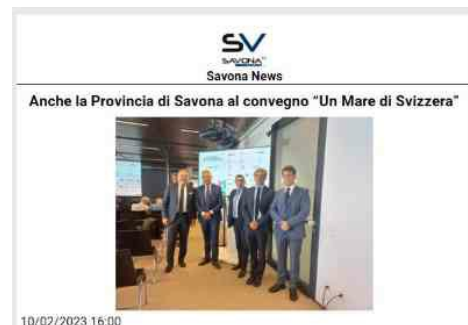 SV
SAVONA
Savona News
Anche la Provincia di Savona al convegno “Un Mare di Svizzera”
10/02/2023 16:00